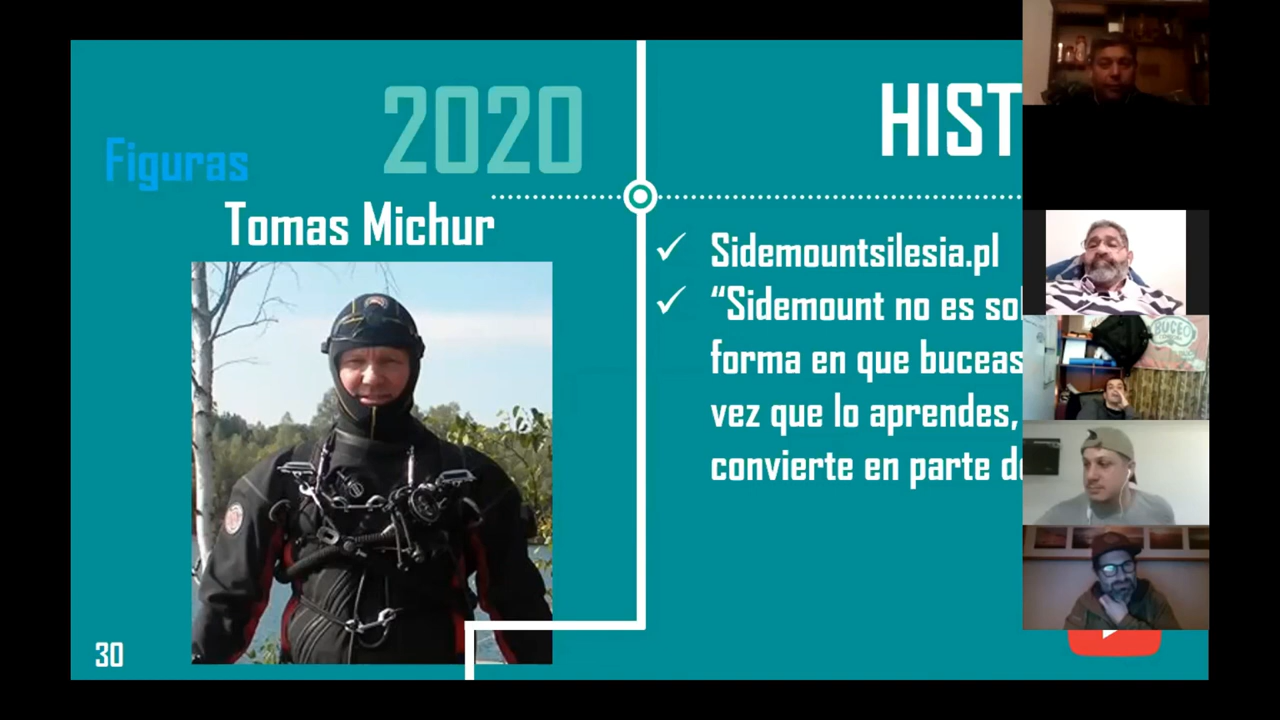 2020
Figuras
Tomas Michur
HIST
✓ Sidemountsilesia.pl
✓ “Sidemount no es so
forma en que buceas
vez que lo aprendes,
convierte en parte d
30
BUCEO